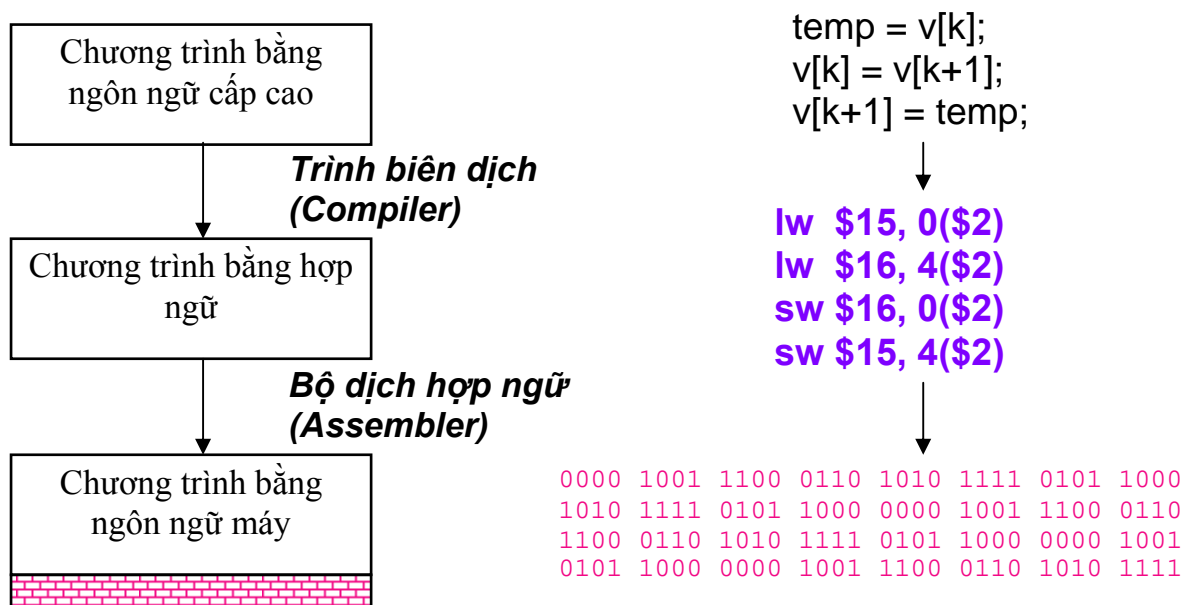 Chương trình bằng
ngôn ngữ cấp cao
Trình biên dịch
(Compiler)
Chương trình bằng hợp
ngữ
Bộ dịch hợp ngữ
(Assembler)
Chương trình bằng
ngôn ngữ máy
temp = v[k];
v[k] = v[k+1];
v[k+1] = temp;
lw $15, 0($2)
lw $16, 4($2)
sw $16, 0($2)
sw $15, 4($2)
0000 1001 1100 0110 1010 1111 0101 1000
1010 1111 0101 1000 0000 1001 1100 0110
1100 0110 1010 1111 0101 1000 0000 1001
0101 1000 0000 1001 1100 0110 1010 1111